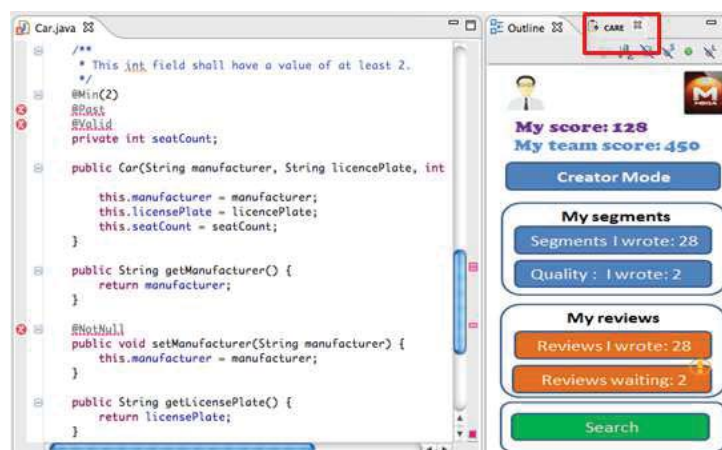 Car.java
/**
* This int field shall have a value of at least 2.
*/
@Min(2)
@Past
@Valid
private int seatCount;
public Car(String manufacturer, String licencePlate, int
this.manufacturer = manufacturer;
this.licensePlate = licencePlate;
this.seatCount = seatCount;
}
public String getManufacturer() {
return manufacturer;
}
@NotNull
public void setManufacturer(String manufacturer) {
this.manufacturer = manufacturer;
}
public String getLicensePlate() {
return licensePlate;
}
Outline
CARE
M
My score: 128
My team score: 450
Creator Mode
My segments
Segments I wrote: 28
Quality : I wrote: 2
My reviews
Reviews I wrote: 28
Reviews waiting: 2
Search